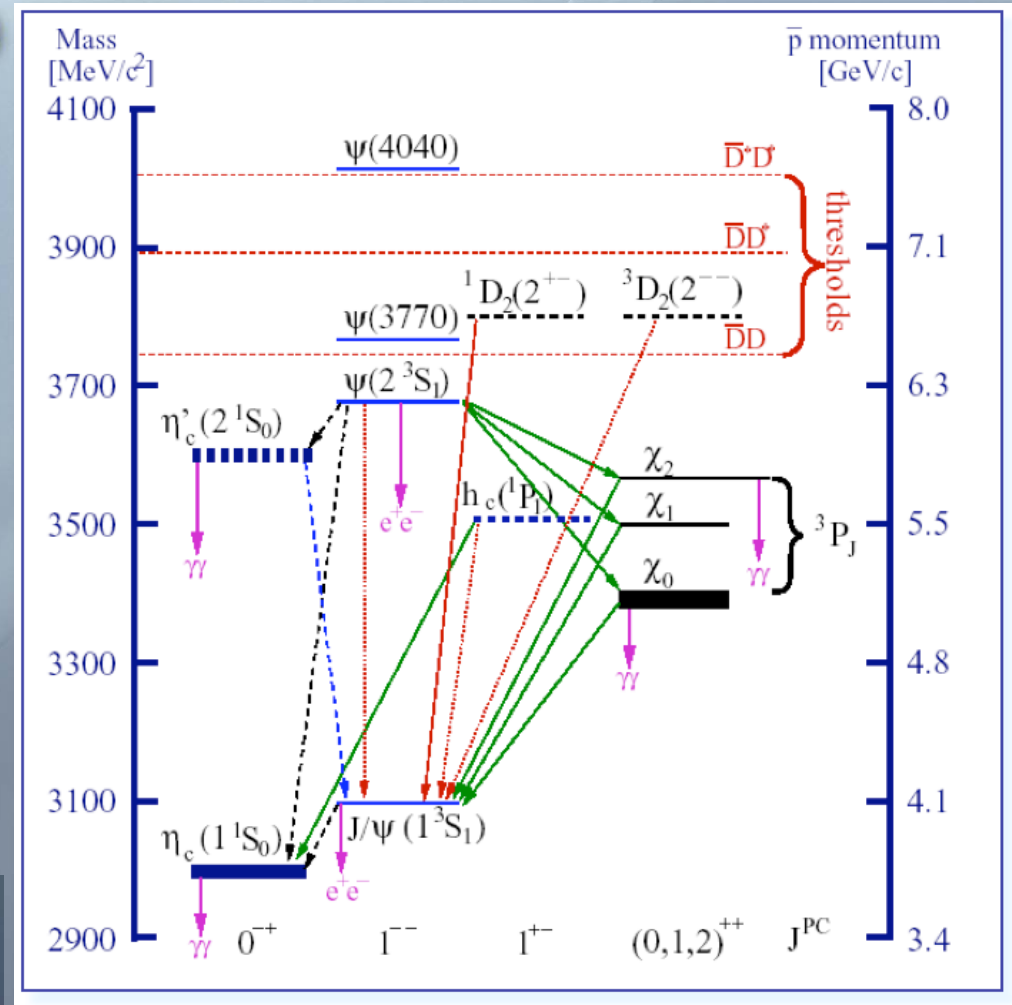 Mass
[MeV/c²]
p̅ momentum
[GeV/c]
4100
8.0
ψ(4040)
D̅*D*
3900
7.1
D̅D*
thresholds
¹D₂(2⁺⁻)
³D₂(2⁻⁻)
ψ(3770)
D̅D
3700
6.3
ψ(2 ³S₁)
η'c(2 ¹S₀)
χ₂
hc(¹P₁)
e⁺e⁻
χ₁
3500
5.5
³PJ
γγ
γγ
χ₀
3300
4.8
γγ
3100
4.1
J/ψ (1³S₁)
ηc(1 ¹S₀)
e⁺e⁻
2900
3.4
γγ
0⁻⁺
1⁻⁻
1⁺⁻
(0,1,2)⁺⁺
Jᴾᶜ